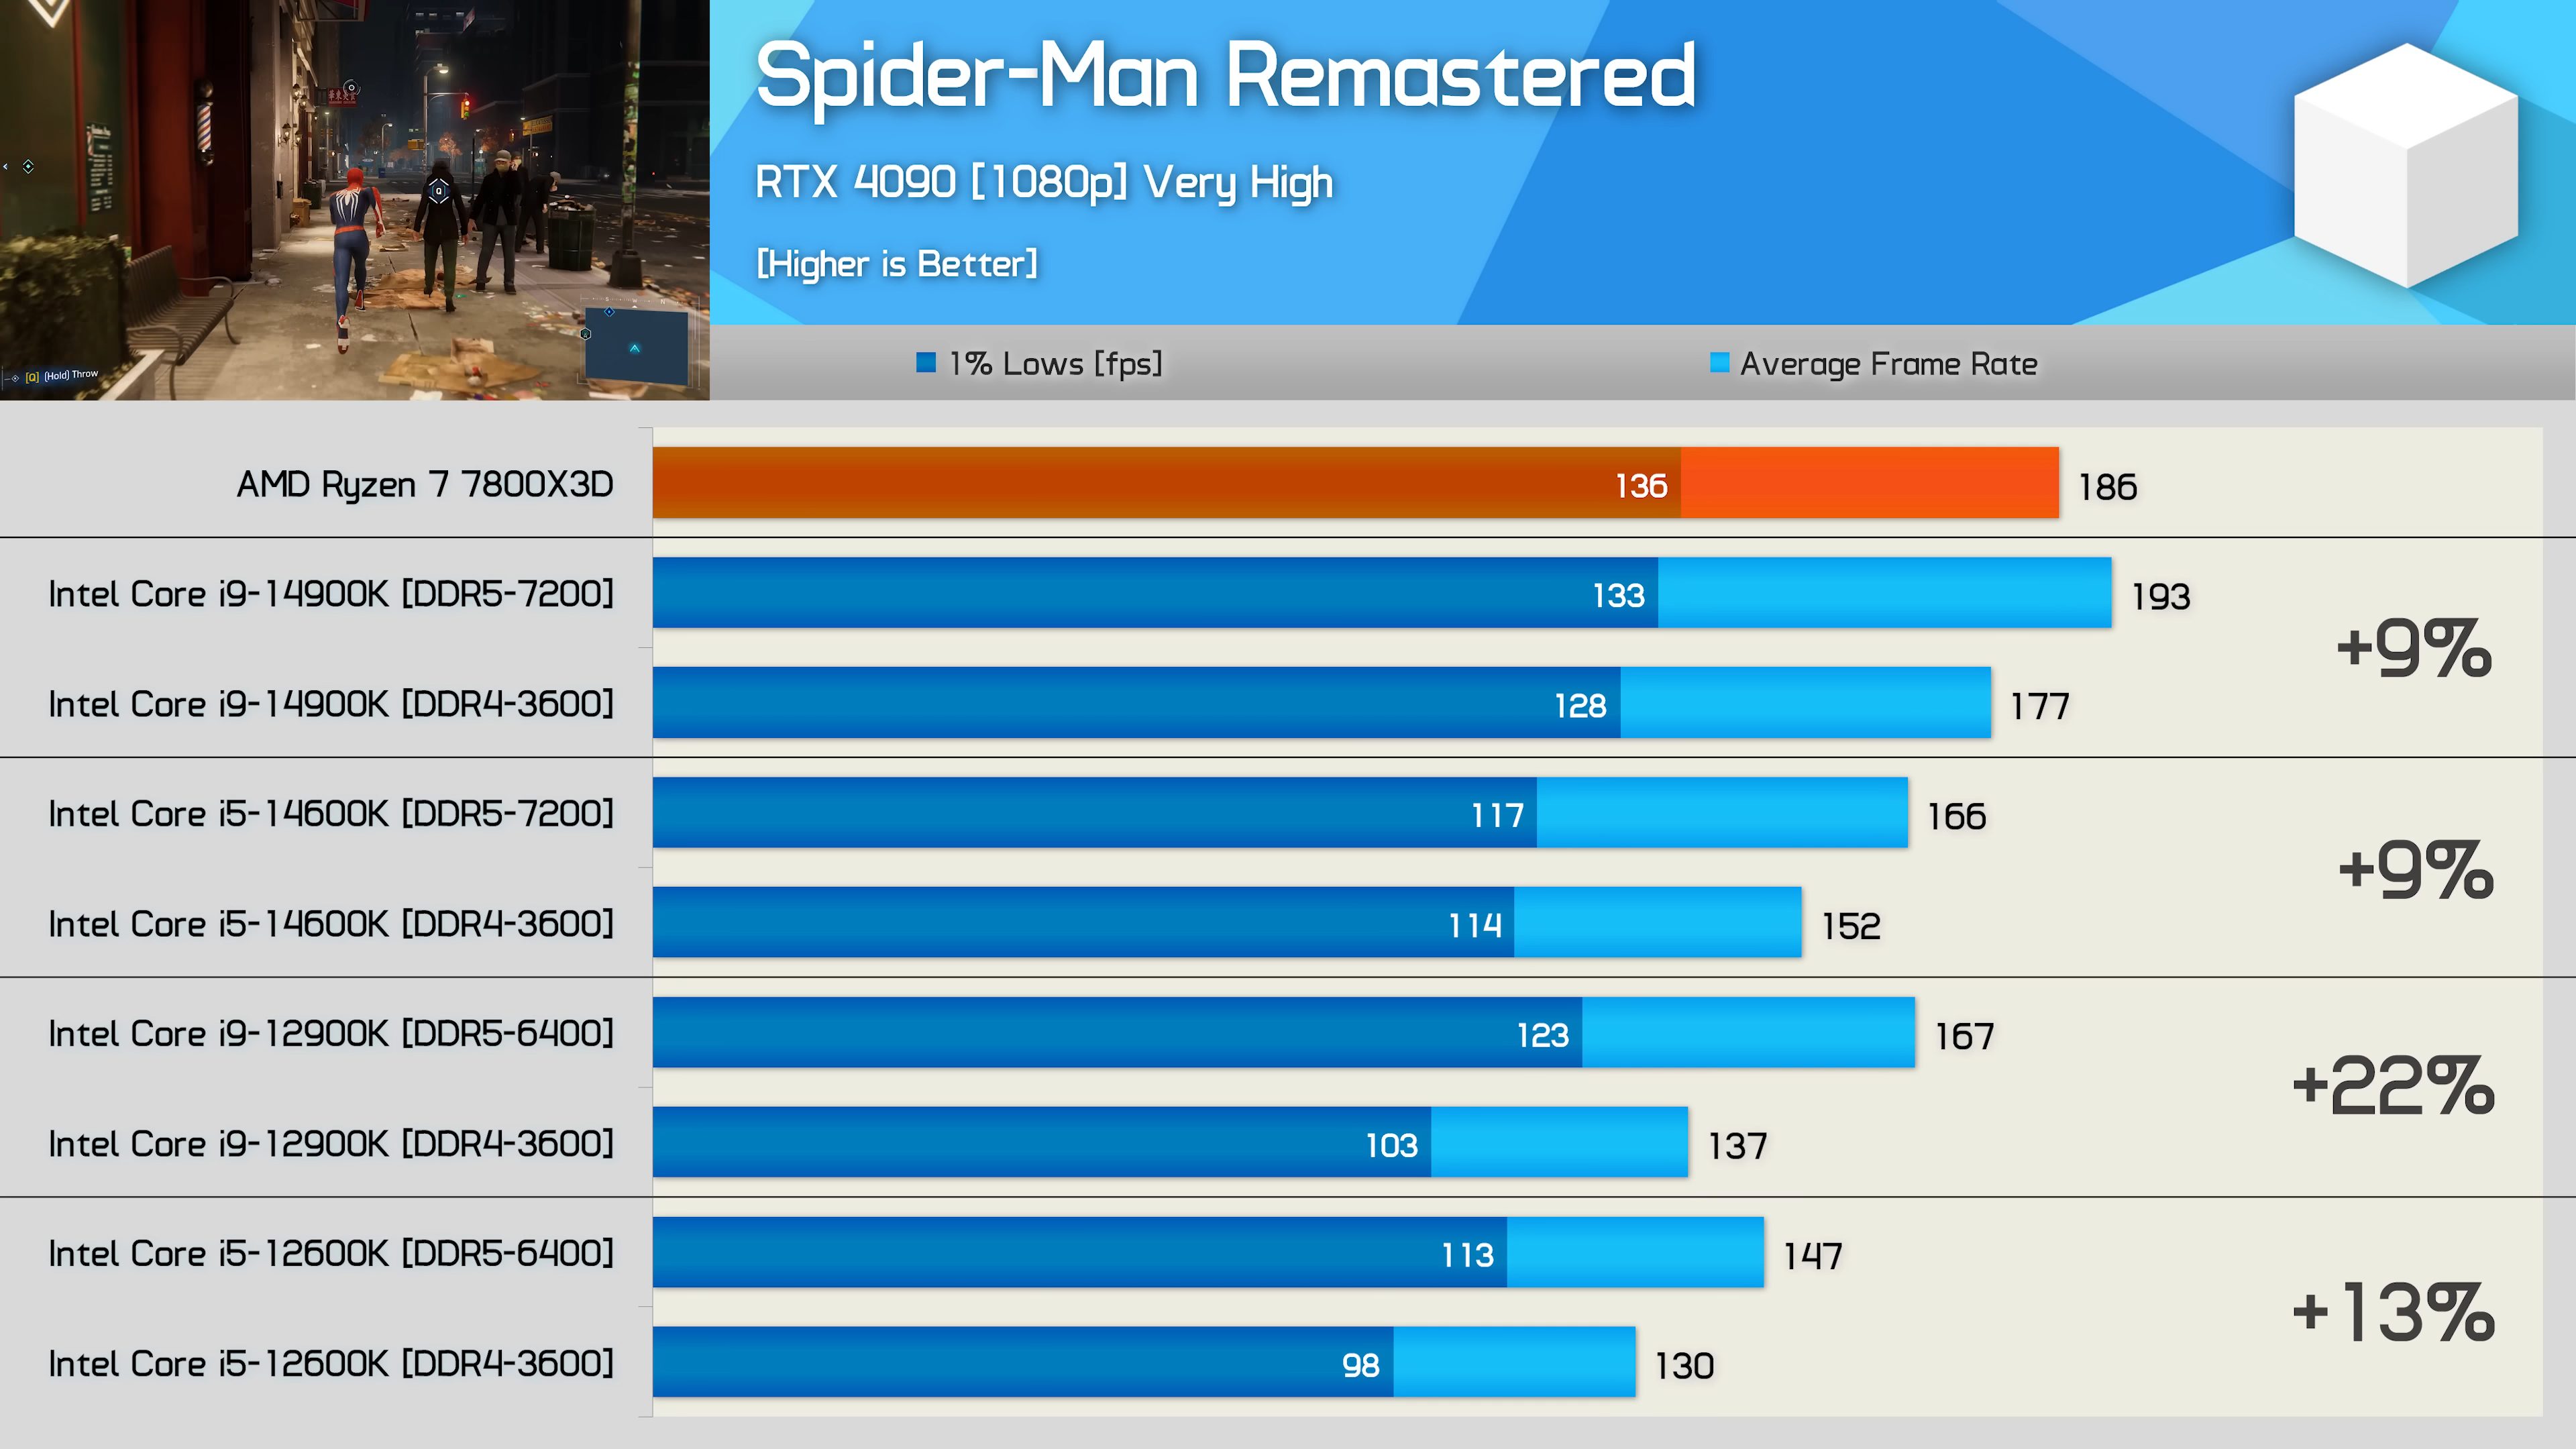 Spider-Man Remastered
RTX 4090 [1080p] Very High
[Higher is Better]
[Q] (Hold) Throw
1% Lows [fps]
Average Frame Rate
AMD Ryzen 7 7800X3D 136 186
Intel Core i9-14900K [DDR5-7200] 133 193
+9%
Intel Core i9-14900K [DDR4-3600] 128 177
Intel Core i5-14600K [DDR5-7200] 117 166
+9%
Intel Core i5-14600K [DDR4-3600] 114 152
Intel Core i9-12900K [DDR5-6400] 123 167
+22%
Intel Core i9-12900K [DDR4-3600] 103 137
Intel Core i5-12600K [DDR5-6400] 113 147
+13%
Intel Core i5-12600K [DDR4-3600] 98 130